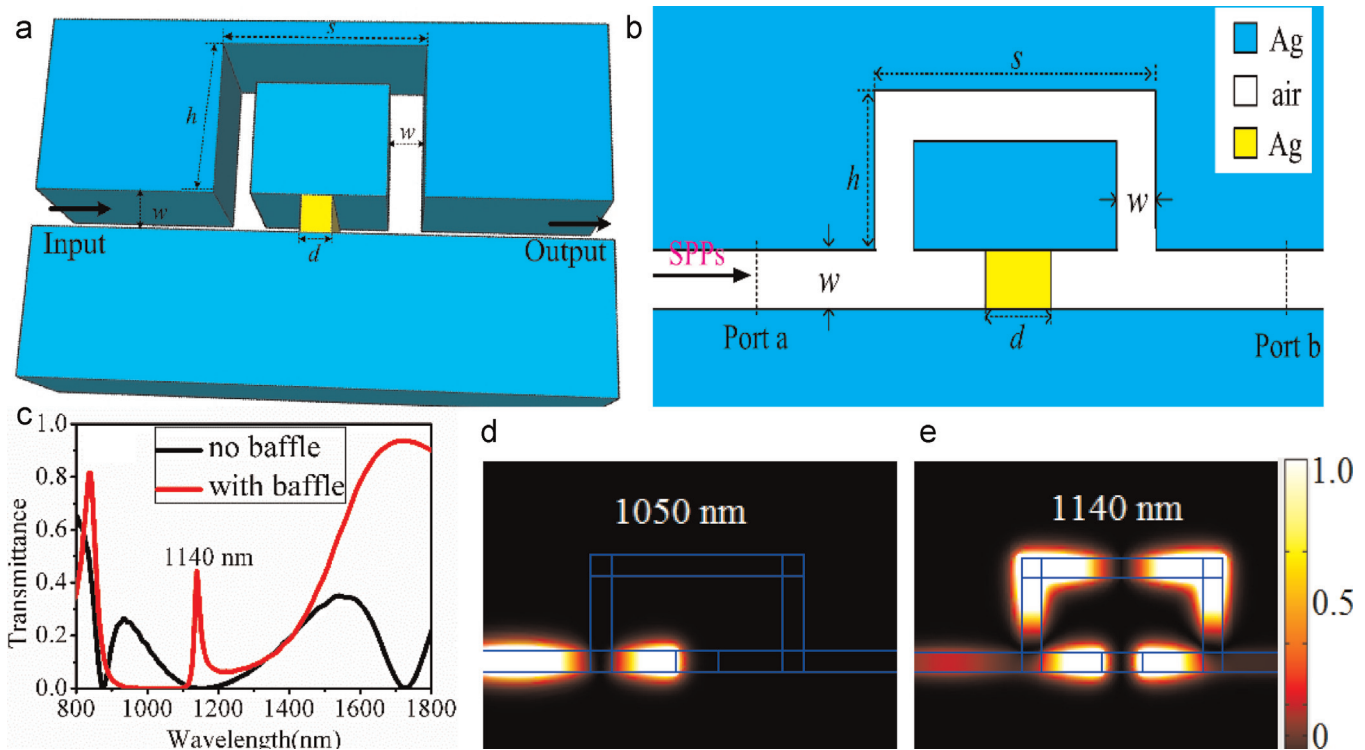 a
s
h
w
w
Input
d
Output
b
Ag
air
Ag
s
h
w
SPPs
w
Port a
d
Port b
c
1.0
0.8
0.6
0.4
0.2
0.0
Transmittance
no baffle
with baffle
1140 nm
800 1000 1200 1400 1600 1800
Wavelength(nm)
d
1050 nm
e
1140 nm
1.0
0.5
0